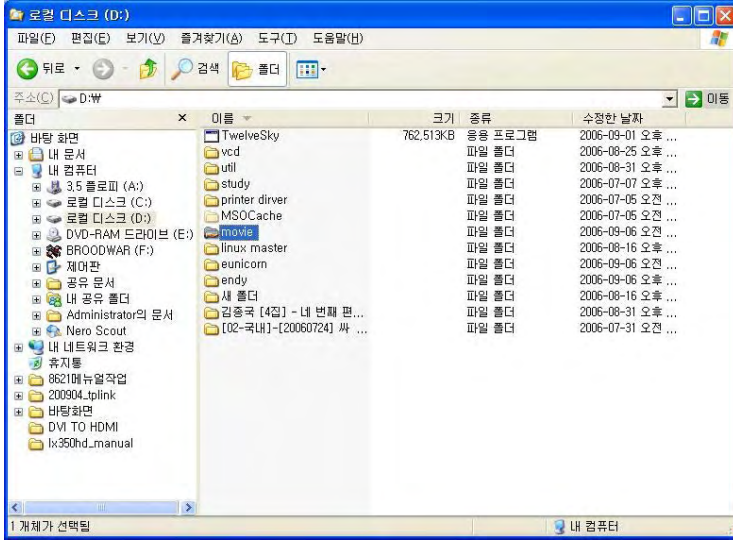 로컬 디스크 (D:)
파일(F) 편집(E) 보기(V) 즐겨찾기(A) 도구(T) 도움말(H)
뒤로 검색 폴더
주소(C) D:₩ 이동
폴더
바탕 화면
내 문서
내 컴퓨터
3.5 플로피 (A:)
로컬 디스크 (C:)
로컬 디스크 (D:)
DVD-RAM 드라이브 (E:)
BROODWAR (F:)
제어판
공유 문서
내 공유 폴더
Administrator의 문서
Nero Scout
내 네트워크 환경
휴지통
8621메뉴얼작업
200904_tplink
바탕화면
DVI TO HDMI
lx350hd_manual
이름 크기 종류 수정한 날짜
TwelveSky 762,513KB 응용 프로그램 2006-09-01 오후 ...
vcd 파일 폴더 2006-08-25 오후 ...
util 파일 폴더 2006-08-31 오후 ...
study 파일 폴더 2006-07-07 오후 ...
printer dirver 파일 폴더 2006-07-05 오전 ...
MSOCache 파일 폴더 2006-07-05 오전 ...
movie 파일 폴더 2006-09-06 오전 ...
linux master 파일 폴더 2006-08-16 오후 ...
eunicorn 파일 폴더 2006-09-06 오전 ...
endy 파일 폴더 2006-09-06 오전 ...
새 폴더 파일 폴더 2006-08-16 오후 ...
김종국 [4집] - 네 번째 편... 파일 폴더 2006-08-31 오후 ...
[02-국내]-[20060724] 싸 ... 파일 폴더 2006-07-31 오전 ...
1 개체가 선택됨 내 컴퓨터